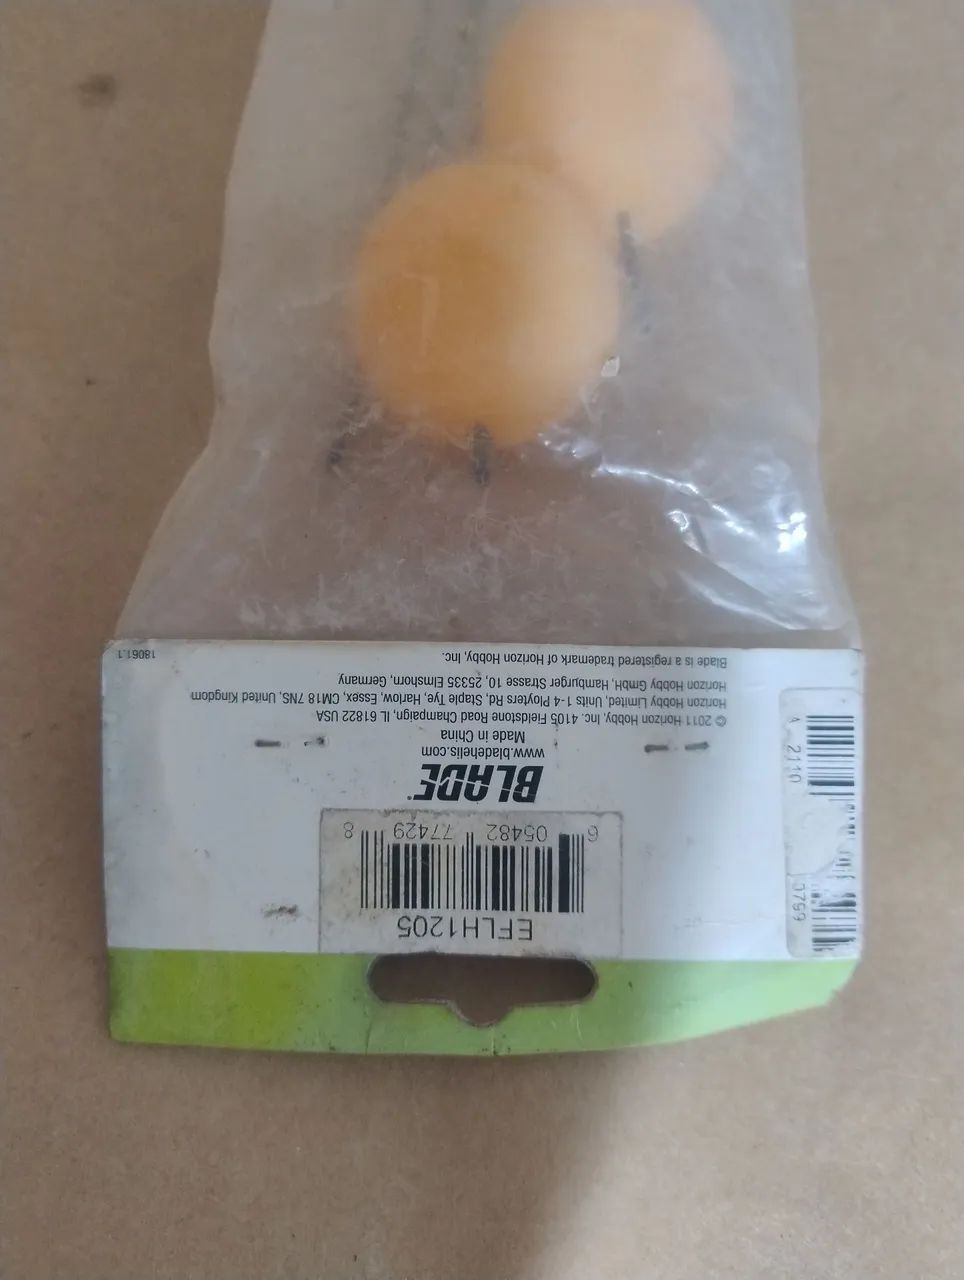 EFLH1205
6 05482 77429 8
BLADE
www.bladehelis.com
Made in China
© 2011 Horizon Hobby, Inc. 4105 Fieldstone Road Champaign, IL 61822 USA
Horizon Hobby Limited, Units 1-4 Ployters Rd, Staple Tye, Harlow, Essex, CM18 7NS, United Kingdom
Horizon Hobby GmbH, Hamburger Strasse 10, 25335 Elmshorn, Germany
Blade is a registered trademark of Horizon Hobby, Inc.
18061.1
A 2110
0799